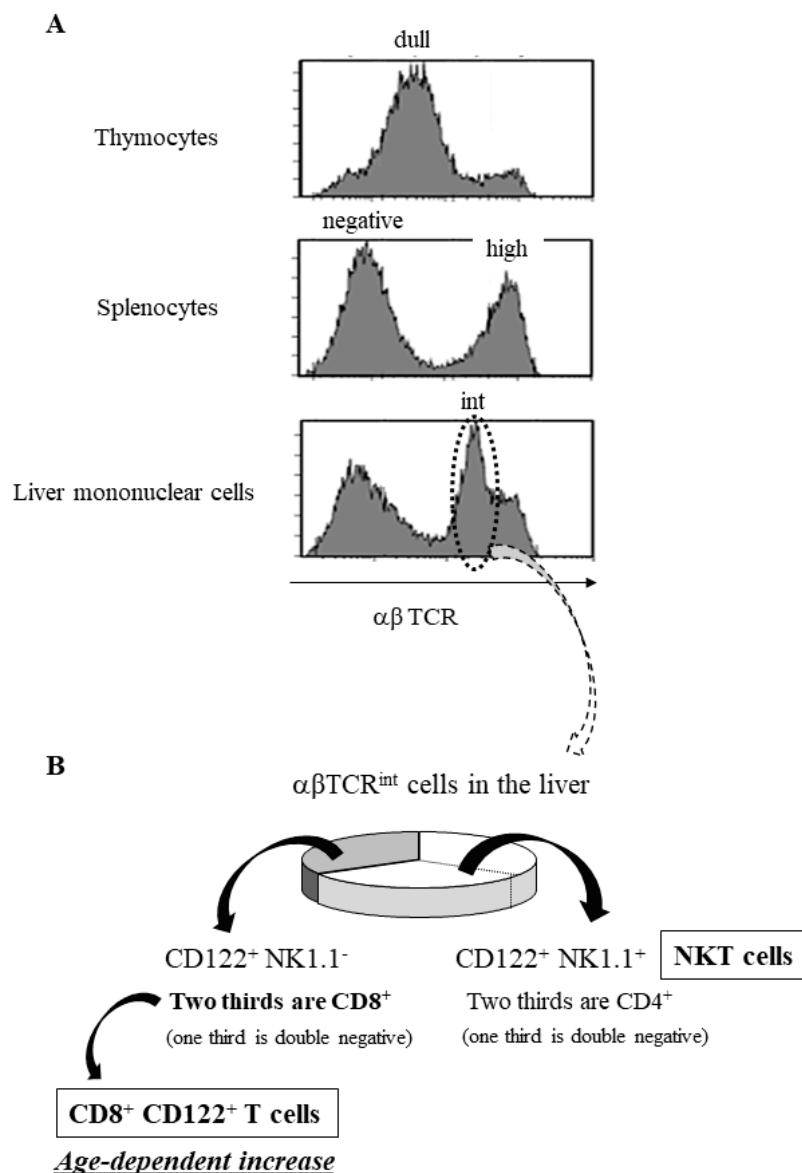 A
dull
Thymocytes
negative
high
Splenocytes
int
Liver mononuclear cells
αβ TCR
B
αβTCR^int cells in the liver
CD122⁺ NK1.1⁻
CD122⁺ NK1.1⁺
NKT cells
Two thirds are CD8⁺
Two thirds are CD4⁺
(one third is double negative)
(one third is double negative)
CD8⁺ CD122⁺ T cells
Age-dependent increase